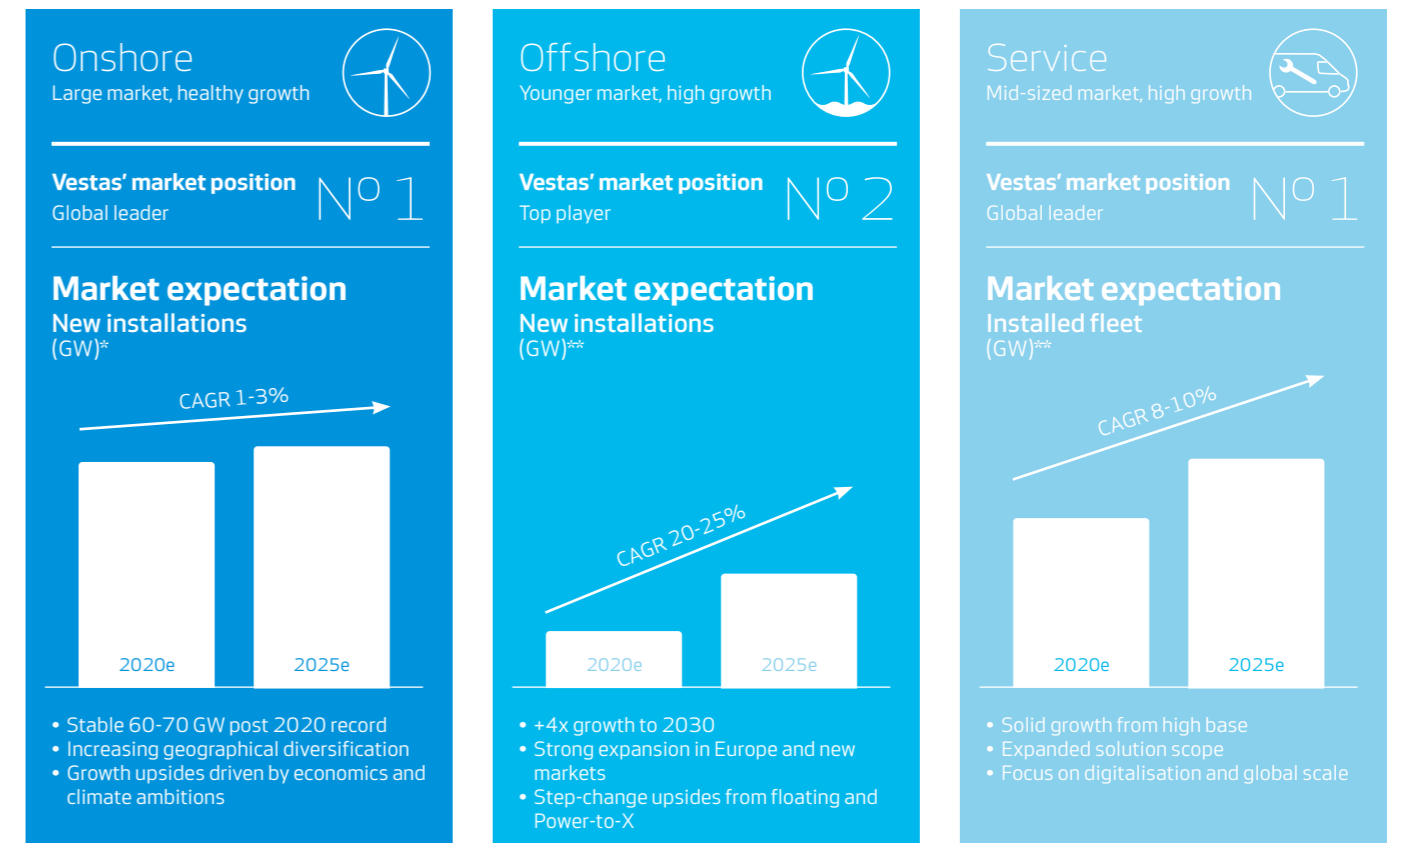 Onshore
Large market, healthy growth
Vestas’ market position
Global leader
Nº 1
Market expectation
New installations
(GW)*
CAGR 1-3%
2020e
2025e
• Stable 60-70 GW post 2020 record
• Increasing geographical diversification
• Growth upsides driven by economics and
climate ambitions
Offshore
Younger market, high growth
Vestas’ market position
Top player
Nº 2
Market expectation
New installations
(GW)**
CAGR 20-25%
2020e
2025e
• +4x growth to 2030
• Strong expansion in Europe and new
markets
• Step-change upsides from floating and
Power-to-X
Service
Mid-sized market, high growth
Vestas’ market position
Global leader
Nº 1
Market expectation
Installed fleet
(GW)**
CAGR 8-10%
2020e
2025e
• Solid growth from high base
• Expanded solution scope
• Focus on digitalisation and global scale